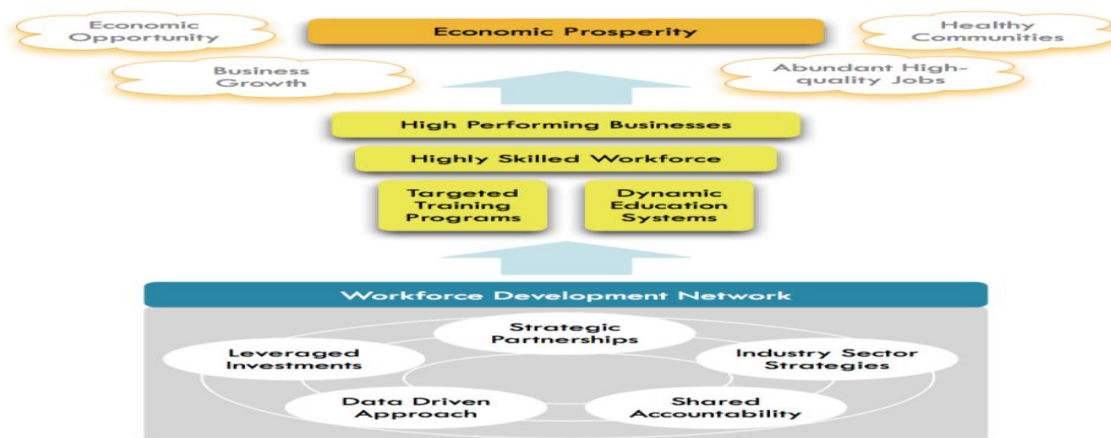 Economic
Opportunity
Economic Prosperity
Healthy
Communities
Business
Growth
Abundant High-
quality Jobs
High Performing Businesses
Highly Skilled Workforce
Targeted
Training
Programs
Dynamic
Education
Systems
Workforce Development Network
Strategic
Partnerships
Leveraged
Investments
Industry Sector
Strategies
Data Driven
Approach
Shared
Accountability